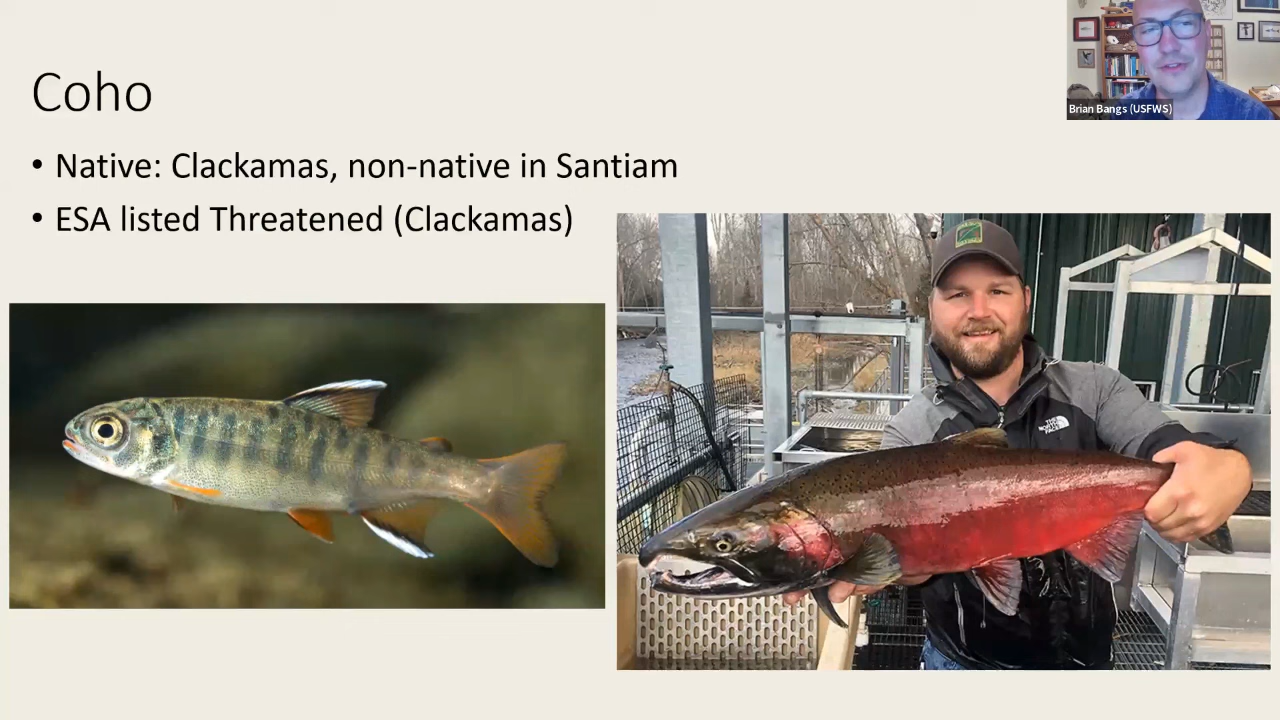 Brian Bangs (USFWS)
Coho
• Native: Clackamas, non-native in Santiam
• ESA listed Threatened (Clackamas)
THE
NORTH
FACE